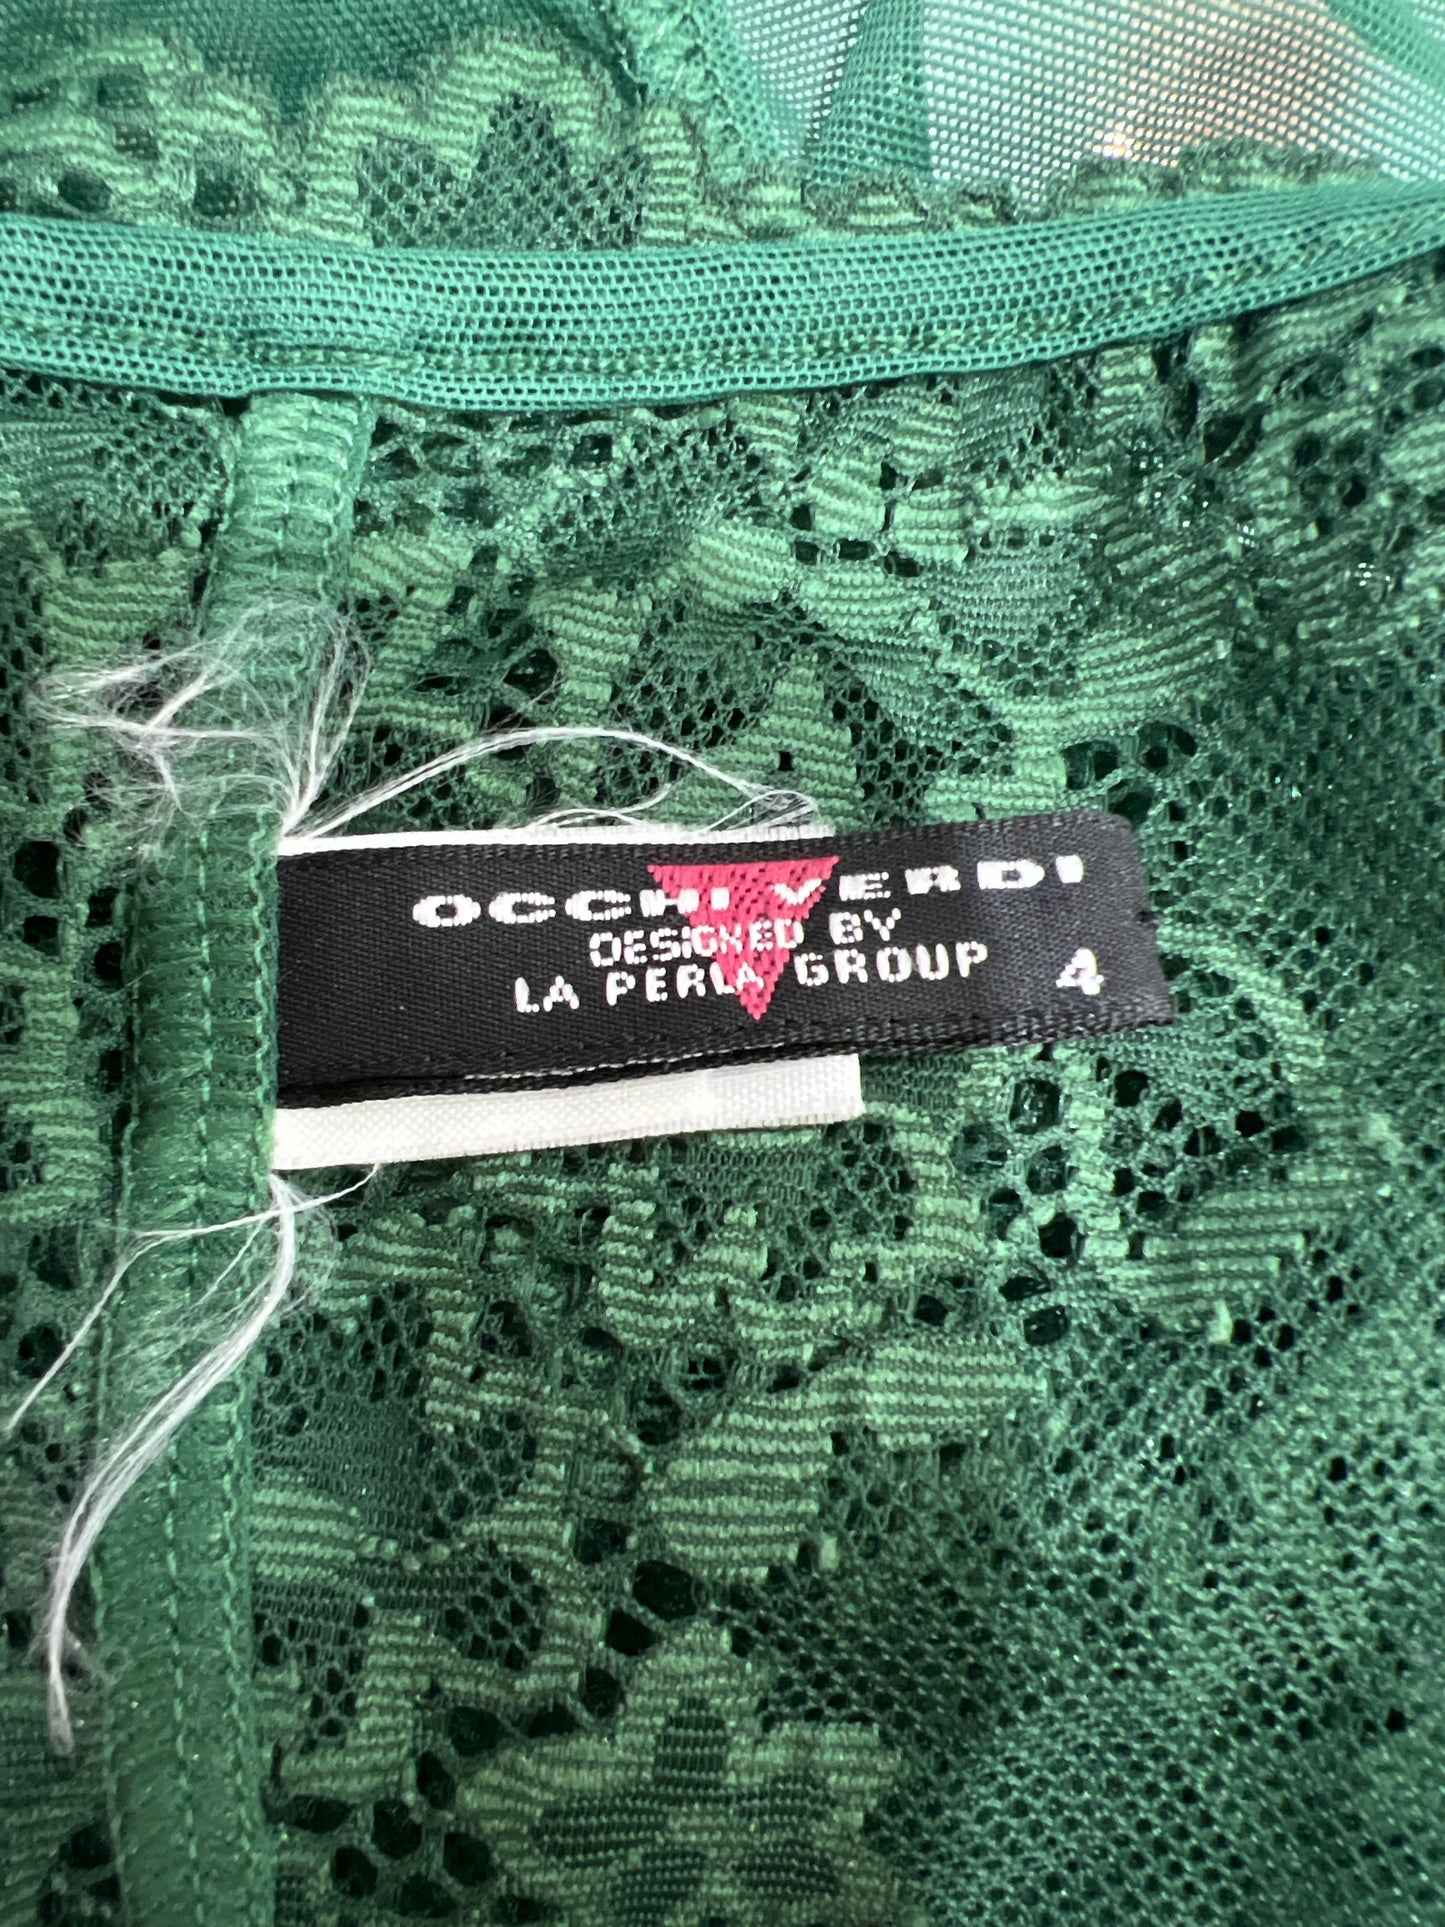 OCCHI VERDI
DESIGNED BY
LA PERLA GROUP 4